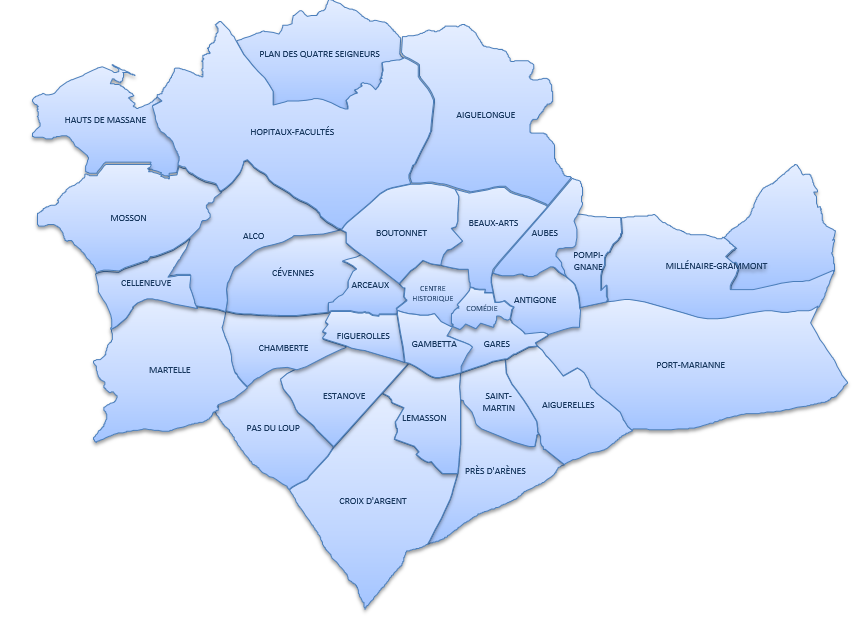 PLAN DES QUATRE SEIGNEURS
HAUTS DE MASSANE
AIGUELONGUE
HOPITAUX-FACULTÉS
MOSSON
BEAUX-ARTS
BOUTONNET
AUBES
ALCO
POMPI-
GNANE
MILLÉNAIRE-GRAMMONT
CÉVENNES
CELLENEUVE
ARCEAUX
CENTRE
HISTORIQUE
ANTIGONE
COMÉDIE
FIGUEROLLES
GAMBETTA
GARES
CHAMBERTE
PORT-MARIANNE
MARTELLE
ESTANOVE
SAINT-
MARTIN
AIGUERELLES
LEMASSON
PAS DU LOUP
PRÈS D'ARÈNES
CROIX D'ARGENT